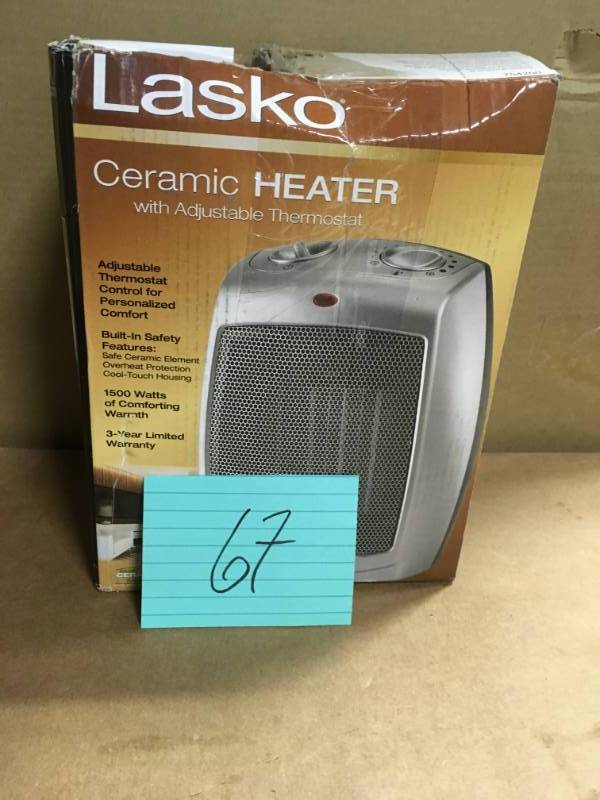 Lasko
Ceramic HEATER
with Adjustable Thermostat
Adjustable
Thermostat
Control for
Personalized
Comfort
Built-In Safety
Features:
Safe Ceramic Element
Overheat Protection
Cool-Touch Housing
1500 Watts
of Comforting
Warmth
3-Year Limited
Warranty
67